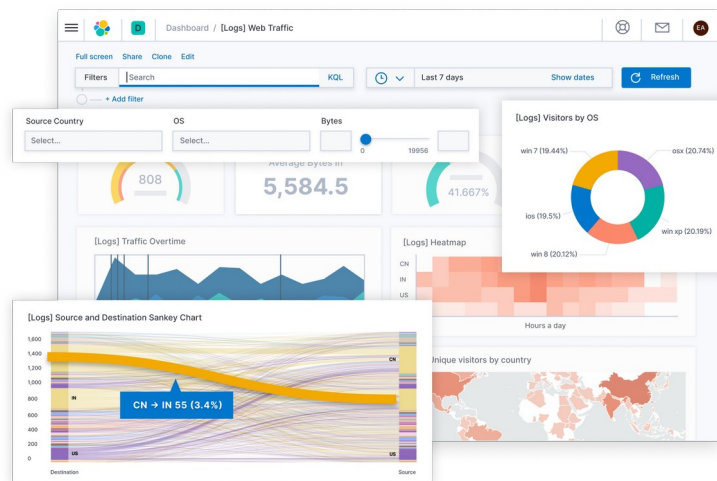 D
Dashboard / [Logs] Web Traffic
EA
Full screen Share Clone Edit
Filters Search KQL
Last 7 days Show dates
Refresh
+ Add filter
Source Country OS Bytes
Select... Select...
0 19956
[Logs] Visitors by OS
win 7 (19.44%)
osx (20.74%)
ios (19.5%)
win xp (20.19%)
win 8 (20.12%)
808
Average Bytes in
5,584.5
41.667%
[Logs] Traffic Overtime
[Logs] Heatmap
CN
IN
US
Hours a day
[Logs] Source and Destination Sankey Chart
1,600
1,400
1,200
1,000
800
600
400
200
0
CN
IN
US
US
CN → IN 55 (3.4%)
Destination Source
Unique visitors by country